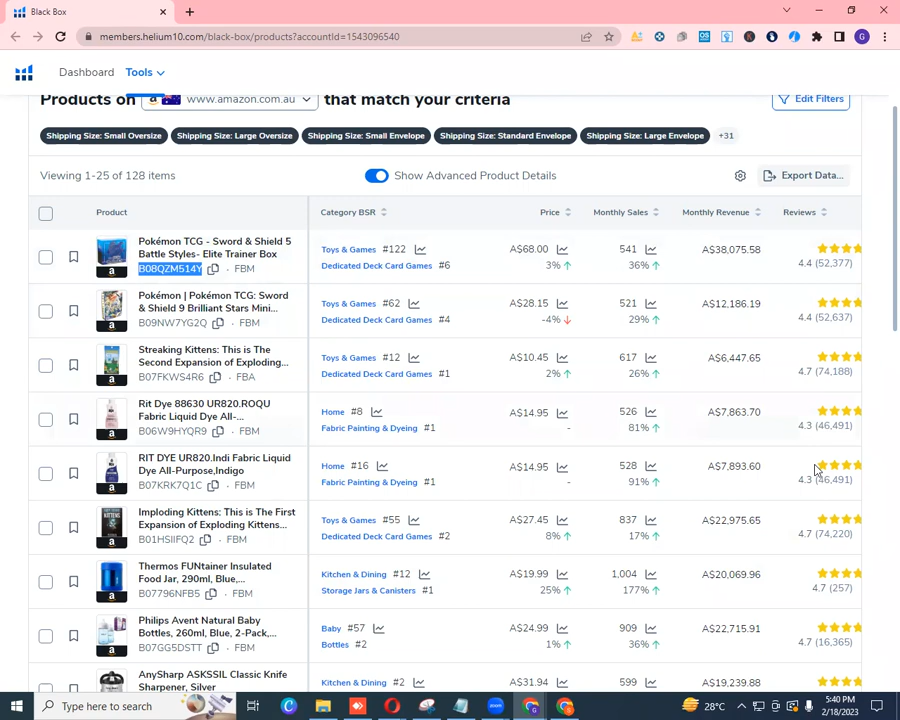 Black Box
members.helium10.com/black-box/products?accountId=1543096540
Dashboard Tools
Products on www.amazon.com.au that match your criteria
Edit Filters
Shipping Size: Small Oversize Shipping Size: Large Oversize Shipping Size: Small Envelope Shipping Size: Standard Envelope Shipping Size: Large Envelope +31
Viewing 1-25 of 128 items Show Advanced Product Details Export Data...
Product Category BSR Price Monthly Sales Monthly Revenue Reviews
Pokémon TCG - Sword & Shield 5
Battle Styles- Elite Trainer Box
B08QZM514Y · FBM
Toys & Games #122 A$68.00 541 A$38,075.58
Dedicated Deck Card Games #6 3% 36% 4.4 (52,377)
Pokémon | Pokémon TCG: Sword
& Shield 9 Brilliant Stars Mini...
B09NW7YG2Q · FBM
Toys & Games #62 A$28.15 521 A$12,186.19
Dedicated Deck Card Games #4 -4% 29% 4.4 (52,637)
Streaking Kittens: This is The
Second Expansion of Exploding...
B07FKWS4R6 · FBA
Toys & Games #12 A$10.45 617 A$6,447.65
Dedicated Deck Card Games #1 2% 26% 4.7 (74,188)
Rit Dye 88630 UR820.ROQU
Fabric Liquid Dye All-...
B06W9HYQR9 · FBM
Home #8 A$14.95 526 A$7,863.70
Fabric Painting & Dyeing #1 - 81% 4.3 (46,491)
RIT DYE UR820.Indi Fabric Liquid
Dye All-Purpose,Indigo
B07KRK7Q1C · FBM
Home #16 A$14.95 528 A$7,893.60
Fabric Painting & Dyeing #1 - 91% 4.3 (46,491)
Imploding Kittens: This is The First
Expansion of Exploding Kittens...
B01HSIIFQ2 · FBM
Toys & Games #55 A$27.45 837 A$22,975.65
Dedicated Deck Card Games #2 8% 17% 4.7 (74,220)
Thermos FUNtainer Insulated
Food Jar, 290ml, Blue,...
B07796NFB5 · FBM
Kitchen & Dining #12 A$19.99 1,004 A$20,069.96
Storage Jars & Canisters #1 25% 177% 4.7 (257)
Philips Avent Natural Baby
Bottles, 260ml, Blue, 2-Pack,...
B07GG5DSTT · FBM
Baby #57 A$24.99 909 A$22,715.91
Bottles #2 1% 36% 4.7 (16,365)
AnySharp ASKSSIL Classic Knife
Sharpener, Silver
Kitchen & Dining #2 A$31.94 599 A$19,239.88
Type here to search 28°C 5:40 PM
2/18/2023